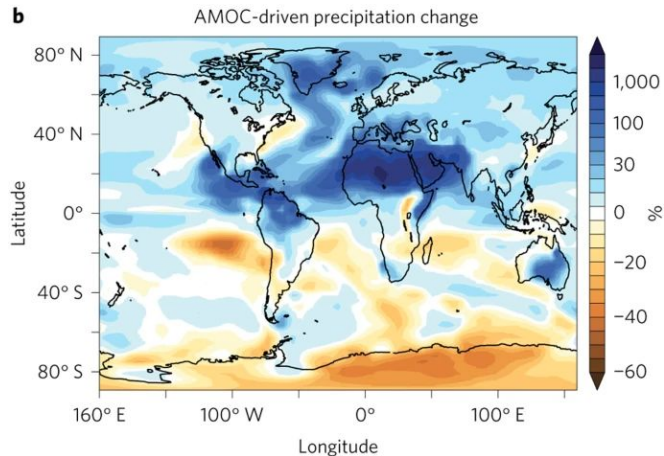 b AMOC-driven precipitation change
80° N
40° N
0°
40° S
80° S
Latitude
160° E 100° W 0° 100° E
Longitude
1,000
100
30
0
−20
−40
−60
%